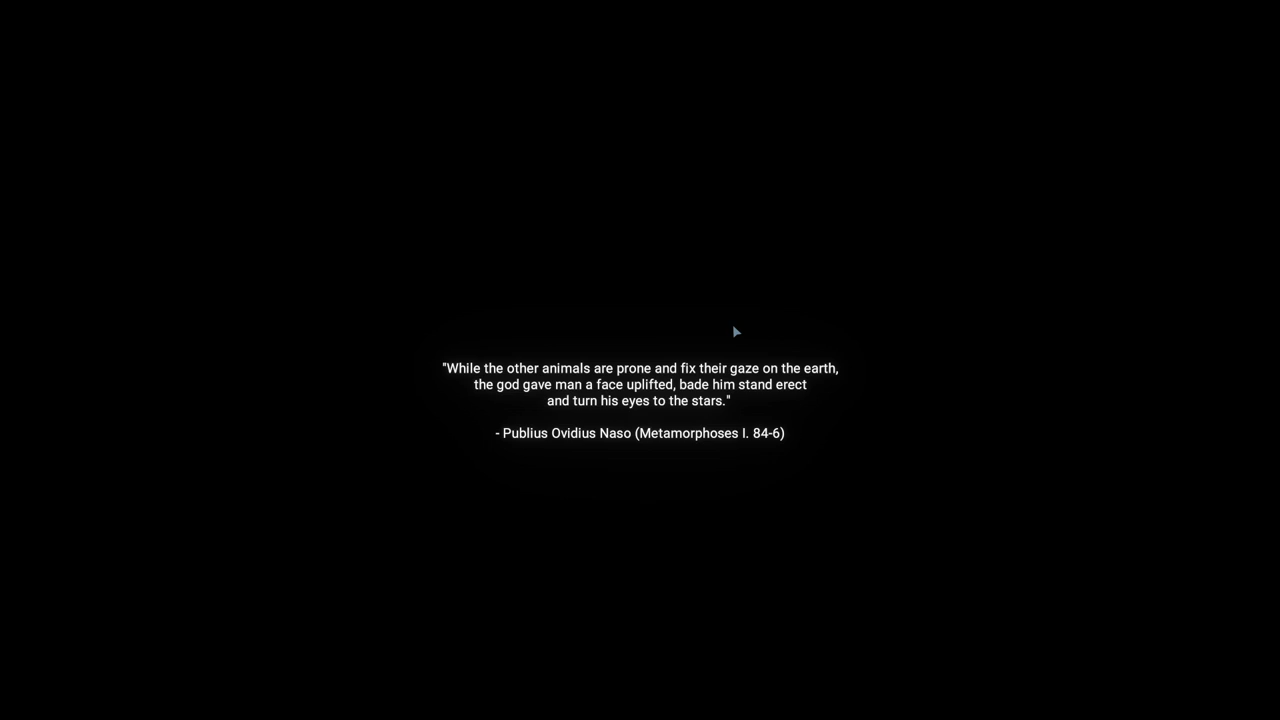 "While the other animals are prone and fix their gaze on the earth,
the god gave man a face uplifted, bade him stand erect
and turn his eyes to the stars."
- Publius Ovidius Naso (Metamorphoses I. 84-6)